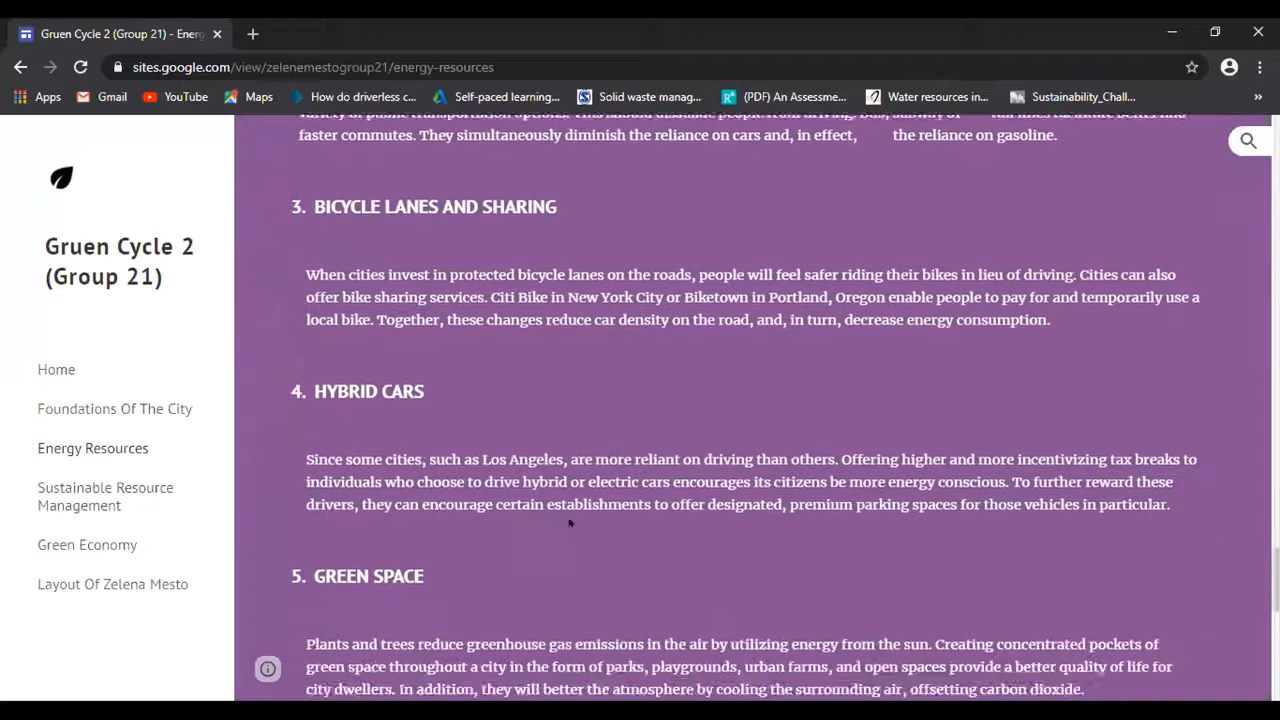 Gruen Cycle 2 (Group 21) - Energ
sites.google.com/view/zelenemestogroup21/energy-resources
Apps
Gmail
YouTube
Maps
How do driverless c...
Self-paced learning...
Solid waste manag...
(PDF) An Assessme...
Water resources in...
Sustainability_Chall...
»
Gruen Cycle 2
(Group 21)
Home
Foundations Of The City
Energy Resources
Sustainable Resource
Management
Green Economy
Layout Of Zelena Mesto
faster commutes. They simultaneously diminish the reliance on cars and, in effect, the reliance on gasoline.
3. BICYCLE LANES AND SHARING
When cities invest in protected bicycle lanes on the roads, people will feel safer riding their bikes in lieu of driving. Cities can also
offer bike sharing services. Citi Bike in New York City or Biketown in Portland, Oregon enable people to pay for and temporarily use a
local bike. Together, these changes reduce car density on the road, and, in turn, decrease energy consumption.
4. HYBRID CARS
Since some cities, such as Los Angeles, are more reliant on driving than others. Offering higher and more incentivizing tax breaks to
individuals who choose to drive hybrid or electric cars encourages its citizens be more energy conscious. To further reward these
drivers, they can encourage certain establishments to offer designated, premium parking spaces for those vehicles in particular.
5. GREEN SPACE
Plants and trees reduce greenhouse gas emissions in the air by utilizing energy from the sun. Creating concentrated pockets of
green space throughout a city in the form of parks, playgrounds, urban farms, and open spaces provide a better quality of life for
city dwellers. In addition, they will better the atmosphere by cooling the surrounding air, offsetting carbon dioxide.